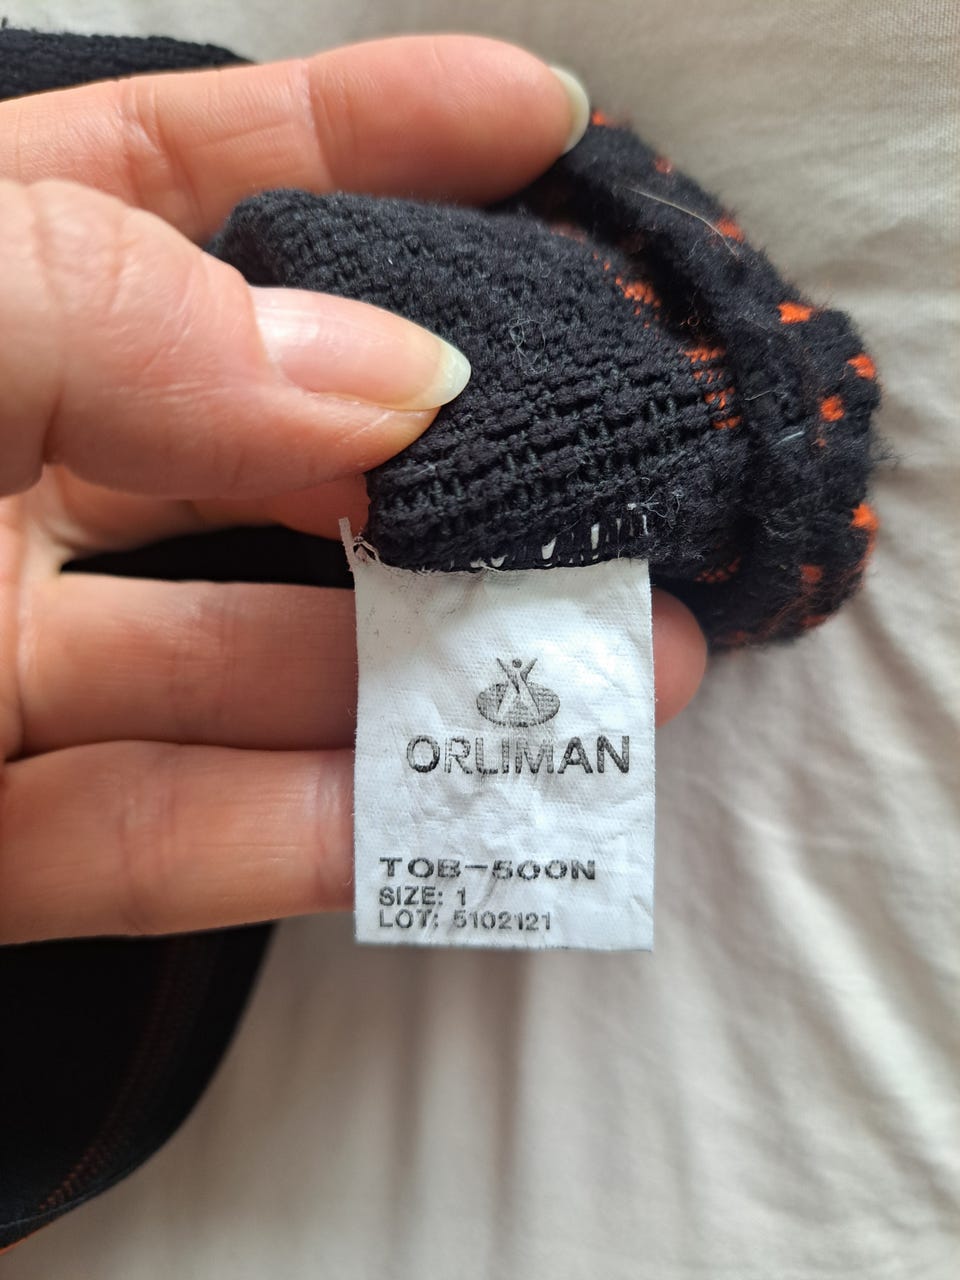 ORLIMAN
TOB-500N
SIZE: 1
LOT: 5102121